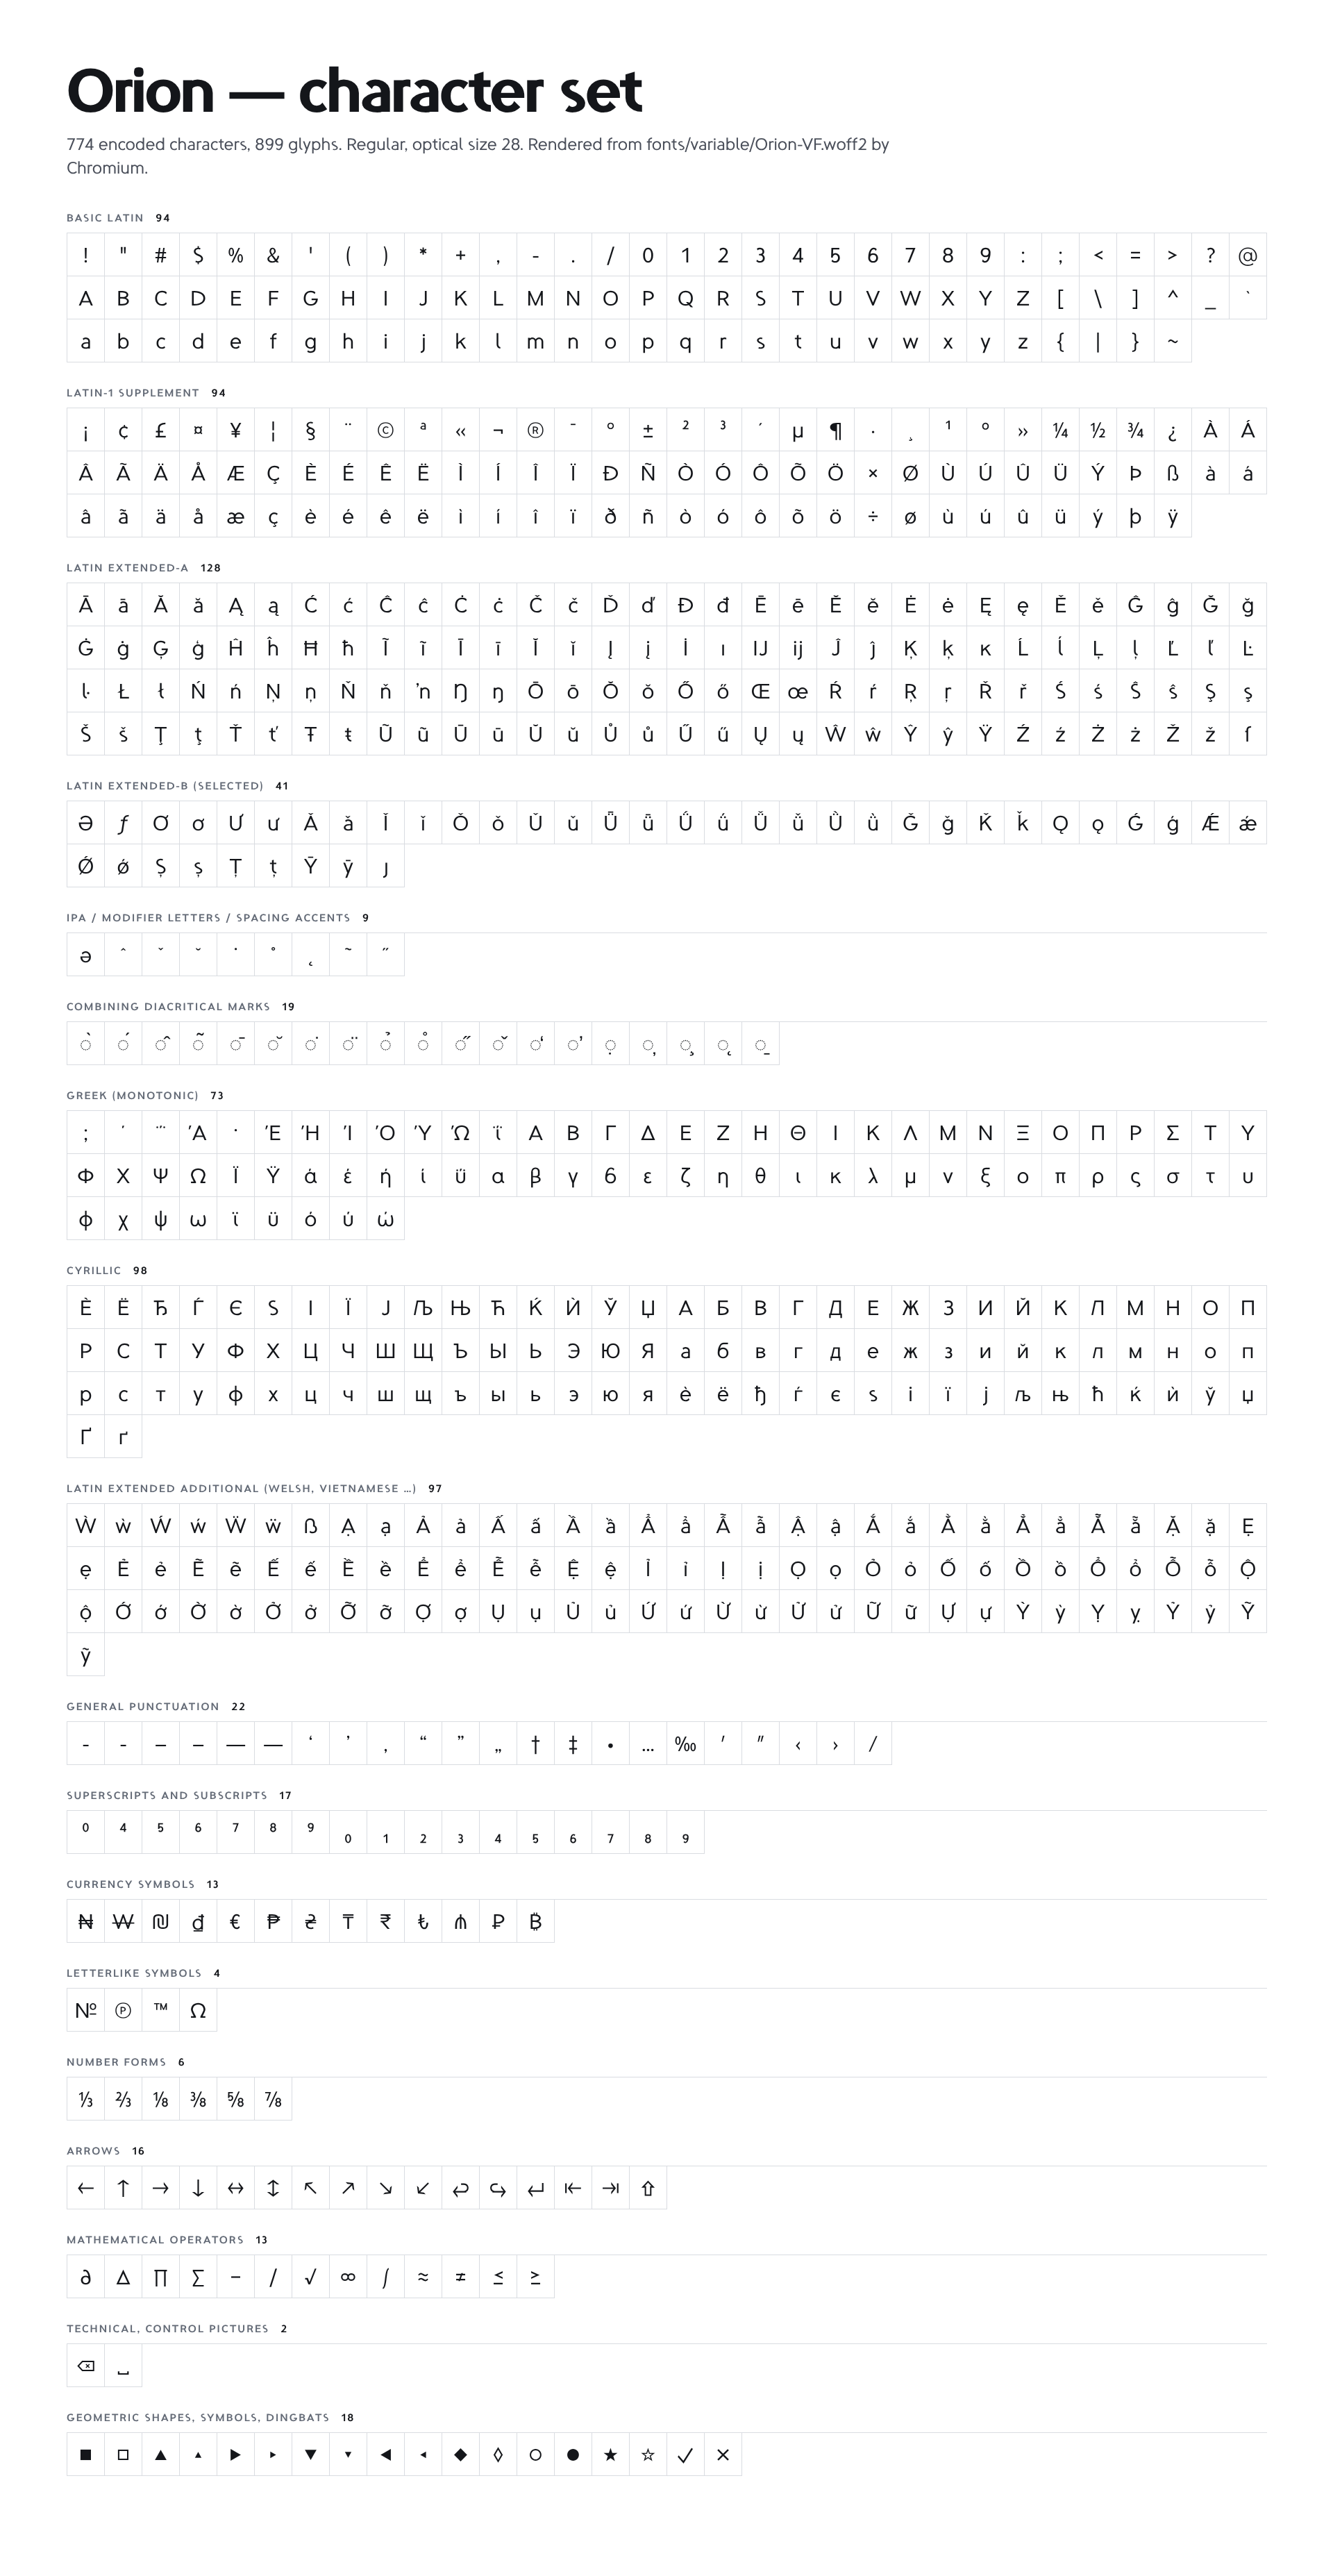 Orion — character set
774 encoded characters, 899 glyphs. Regular, optical size 28. Rendered from fonts/variable/Orion-VF.woff2 by
Chromium.
BASIC LATIN 94
! " # $ % & ' ( ) * + , - . / 0 1 2 3 4 5 6 7 8 9 : ; < = > ? @
A B C D E F G H I J K L M N O P Q R S T U V W X Y Z [ \ ] ^ _ `
a b c d e f g h i j k l m n o p q r s t u v w x y z { | } ~
LATIN-1 SUPPLEMENT 94
¡ ¢ £ ¤ ¥ ¦ § ¨ © ª « ¬ ® ¯ ° ± ² ³ ´ µ ¶ · ¸ ¹ º » ¼ ½ ¾ ¿ À Á
 à Ä Å Æ Ç È É Ê Ë Ì Í Î Ï Ð Ñ Ò Ó Ô Õ Ö × Ø Ù Ú Û Ü Ý Þ ß à á
â ã ä å æ ç è é ê ë ì í î ï ð ñ ò ó ô õ ö ÷ ø ù ú û ü ý þ ÿ
LATIN EXTENDED-A 128
Ā ā Ă ă Ą ą Ć ć Ĉ ĉ Ċ ċ Č č Ď ď Đ đ Ē ē Ĕ ĕ Ė ė Ę ę Ě ě Ĝ ĝ Ğ ğ
Ġ ġ Ģ ģ Ĥ ĥ Ħ ħ Ĩ ĩ Ī ī Ĭ ĭ Į į İ ı IJ ij Ĵ ĵ Ķ ķ ĸ Ĺ ĺ Ļ ļ Ľ ľ Ŀ
ŀ Ł ł Ń ń Ņ ņ Ň ň ʼn Ŋ ŋ Ō ō Ŏ ŏ Ő ő Œ œ Ŕ ŕ Ŗ ŗ Ř ř Ś ś Ŝ ŝ Ş ş
Š š Ţ ţ Ť ť Ŧ ŧ Ũ ũ Ū ū Ŭ ŭ Ů ů Ű ű Ų ų Ŵ ŵ Ŷ ŷ Ÿ Ź ź Ż ż Ž ž ſ
LATIN EXTENDED-B (SELECTED) 41
Ə ƒ Ơ ơ Ư ư Ǎ ǎ Ǐ ǐ Ǒ ǒ Ǔ ǔ Ǖ ǖ Ǘ ǘ Ǚ ǚ Ǜ ǜ Ǧ ǧ Ǩ ǩ Ǫ ǫ Ǵ ǵ Ǽ ǽ
Ǿ ǿ Ș ș Ț ț Ȳ ȳ ȷ
IPA / MODIFIER LETTERS / SPACING ACCENTS 9
ə ˆ ˇ ˘ ˙ ˚ ˛ ˜ ˝
COMBINING DIACRITICAL MARKS 19
◌̀ ◌́ ◌̂ ◌̃ ◌̄ ◌̆ ◌̇ ◌̈ ◌̉ ◌̊ ◌̋ ◌̌ ◌̒ ◌̓ ◌̣ ◌̦ ◌̧ ◌̨ ◌̱
GREEK (MONOTONIC) 73
; ΄ ΅ Ά · Έ Ή Ί Ό Ύ Ώ ΐ Α Β Γ Δ Ε Ζ Η Θ Ι Κ Λ Μ Ν Ξ Ο Π Ρ Σ Τ Υ
Φ Χ Ψ Ω Ϊ Ϋ ά έ ή ί ΰ α β γ δ ε ζ η θ ι κ λ μ ν ξ ο π ρ ς σ τ υ
φ χ ψ ω ϊ ϋ ό ύ ώ
CYRILLIC 98
Ѐ Ё Ђ Ѓ Є Ѕ І Ї Ј Љ Њ Ћ Ќ Ѝ Ў Џ А Б В Г Д Е Ж З И Й К Л М Н О П
Р С Т У Ф Х Ц Ч Ш Щ Ъ Ы Ь Э Ю Я а б в г д е ж з и й к л м н о п
р с т у ф х ц ч ш щ ъ ы ь э ю я ѐ ё ђ ѓ є ѕ і ї ј љ њ ћ ќ ѝ ў џ
Ґ ґ
LATIN EXTENDED ADDITIONAL (WELSH, VIETNAMESE …) 97
Ẁ ẁ Ẃ ẃ Ẅ ẅ ẞ Ạ ạ Ả ả Ấ ấ Ầ ầ Ẩ ẩ Ẫ ẫ Ậ ậ Ắ ắ Ằ ằ Ẳ ẳ Ẵ ẵ Ặ ặ Ẹ
ẹ Ẻ ẻ Ẽ ẽ Ế ế Ề ề Ể ể Ễ ễ Ệ ệ Ỉ ỉ Ị ị Ọ ọ Ỏ ỏ Ố ố Ồ ồ Ổ ổ Ỗ ỗ Ộ
ộ Ớ ớ Ờ ờ Ở ở Ỡ ỡ Ợ ợ Ụ ụ Ủ ủ Ứ ứ Ừ ừ Ử ử Ữ ữ Ự ự Ỳ ỳ Ỵ ỵ Ỷ ỷ Ỹ
ỹ
GENERAL PUNCTUATION 22
‐ ‑ ‒ – — ― ‘ ’ ‚ “ ” „ † ‡ • … ‰ ′ ″ ‹ › ⁄
SUPERSCRIPTS AND SUBSCRIPTS 17
⁰ ⁴ ⁵ ⁶ ⁷ ⁸ ⁹ ₀ ₁ ₂ ₃ ₄ ₅ ₆ ₇ ₈ ₉
CURRENCY SYMBOLS 13
₦ ₩ ₪ ₫ € ₱ ₴ ₸ ₹ ₺ ₼ ₽ ₿
LETTERLIKE SYMBOLS 4
№ ℗ ™ Ω
NUMBER FORMS 6
⅓ ⅔ ⅛ ⅜ ⅝ ⅞
ARROWS 16
← ↑ → ↓ ↔ ↕ ↖ ↗ ↘ ↙ ↩ ↪ ↵ ⇤ ⇥ ⇧
MATHEMATICAL OPERATORS 13
∂ ∆ ∏ ∑ − ∕ √ ∞ ∫ ≈ ≠ ≤ ≥
TECHNICAL, CONTROL PICTURES 2
⌫ ␣
GEOMETRIC SHAPES, SYMBOLS, DINGBATS 18
■ □ ▲ ▴ ▶ ▸ ▼ ▾ ◀ ◂ ◆ ◊ ○ ● ★ ☆ ✓ ✕